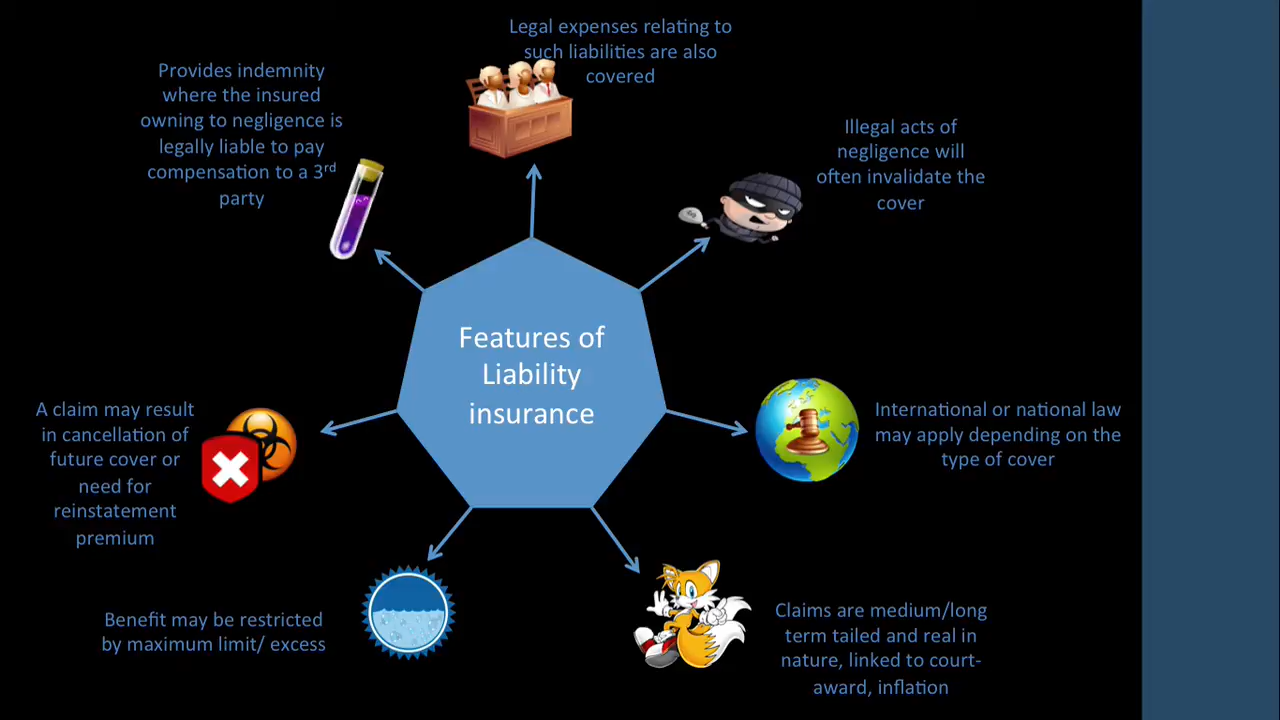 Legal expenses relating to
such liabilities are also
covered
Provides indemnity
where the insured
owning to negligence is
legally liable to pay
compensation to a 3rd
party
Illegal acts of
negligence will
often invalidate the
cover
Features of
Liability
insurance
A claim may result
in cancellation of
future cover or
need for
reinstatement
premium
International or national law
may apply depending on the
type of cover
Benefit may be restricted
by maximum limit/ excess
Claims are medium/long
term tailed and real in
nature, linked to court-
award, inflation